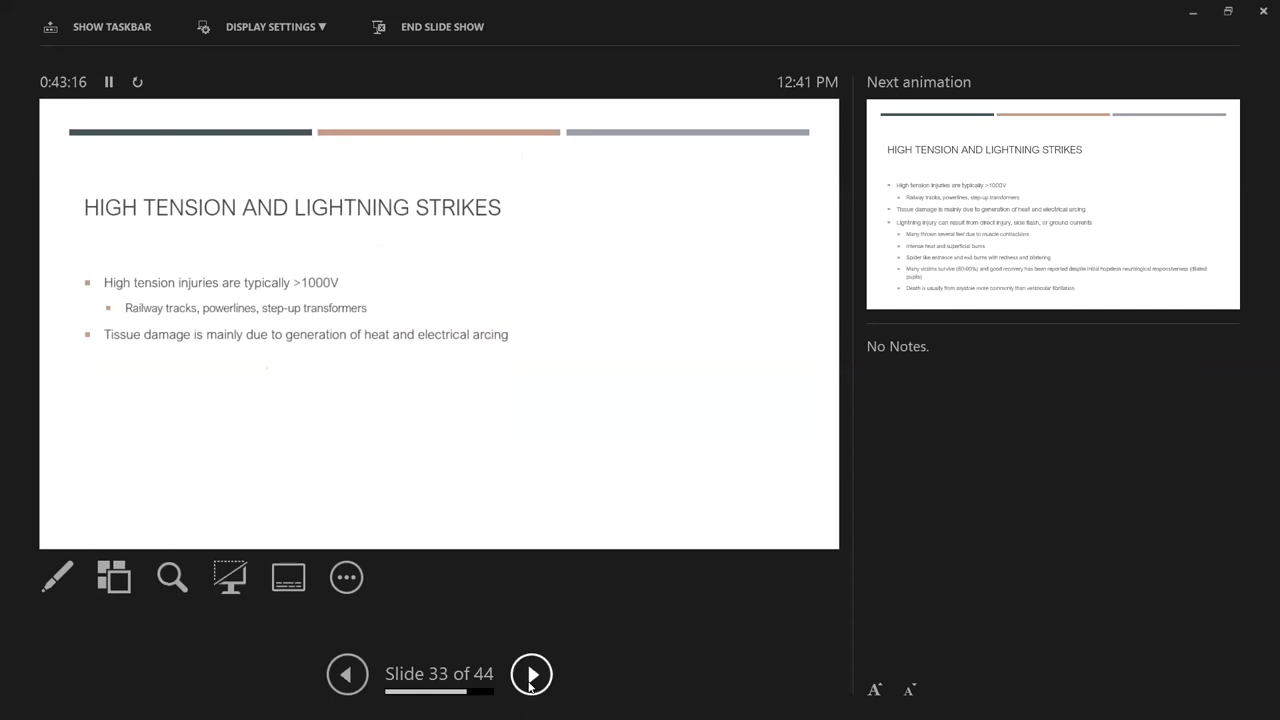 SHOW TASKBAR
DISPLAY SETTINGS ▼
END SLIDE SHOW
0:43:16
12:41 PM
HIGH TENSION AND LIGHTNING STRIKES
High tension injuries are typically >1000V
Railway tracks, powerlines, step-up transformers
Tissue damage is mainly due to generation of heat and electrical arcing
Slide 33 of 44
Next animation
HIGH TENSION AND LIGHTNING STRIKES
High tension injuries are typically >1000V
Railway tracks, powerlines, step-up transformers
Tissue damage is mainly due to generation of heat and electrical arcing
Lightning injury can result from direct injury, side flash, or ground currents
Many thrown several feet due to muscle contractions
Intense heat and superficial burns
Spider like entrance and exit burns with redness and blistering
Many victims survive (60-80%) and good recovery has been reported despite initial hopeless neurological responsiveness (dilated
pupils)
Death is usually from asystole more commonly than ventricular fibrillation
No Notes.
A A